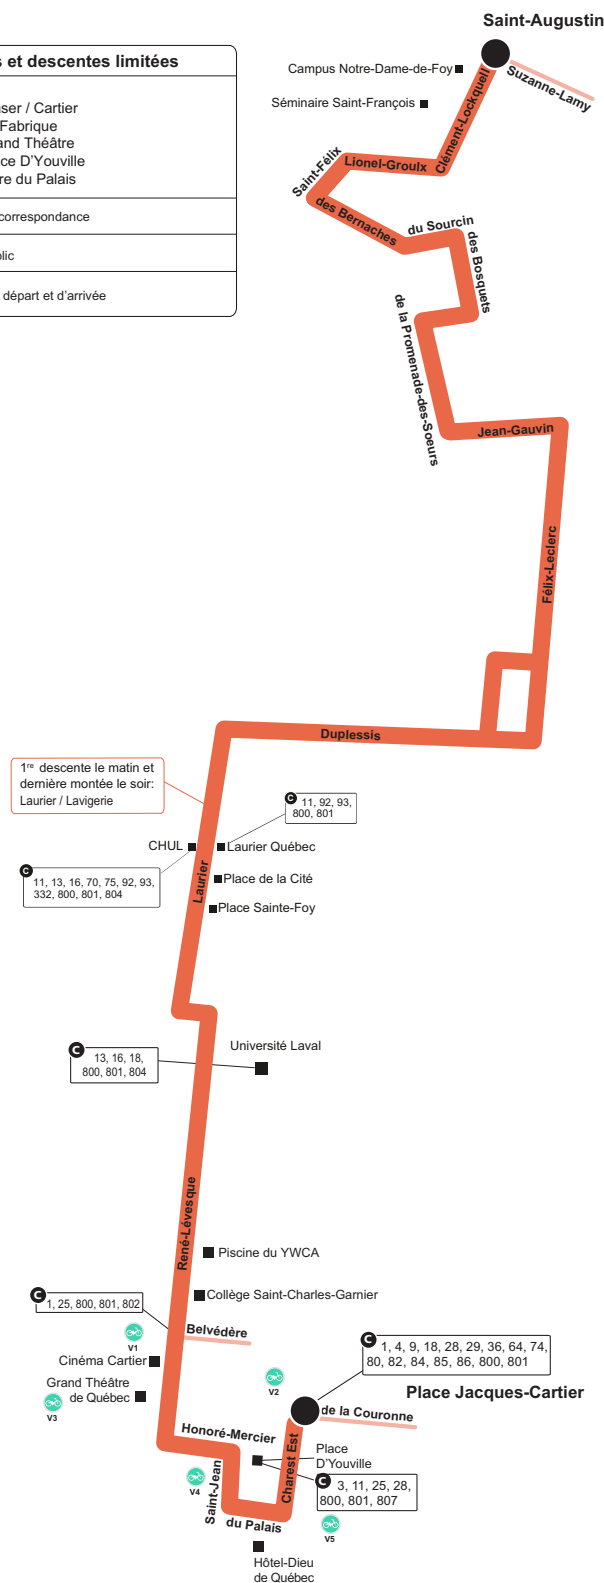 Saint-Augustin
et descentes limitées
Cartier
Fabrique
Théâtre
D'Youville
du Palais
correspondance
départ et d'arrivée
Campus Notre-Dame-de-Foy
Suzanne-Lamy
Séminaire Saint-François
Clément-Lockquell
Lionel-Groulx
Saint-Félix
des Bernaches
du Sourcin
des Bosquets
de la Promenade-des-Soeurs
Jean-Gauvin
Félix-Leclerc
Duplessis
1re descente le matin et
dernière montée le soir:
Laurier / Lavigerie
C 11, 92, 93,
800, 801
CHUL
Laurier Québec
C
11, 13, 16, 70, 75, 92, 93,
332, 800, 801, 804
Laurier
Place de la Cité
Place Sainte-Foy
Université Laval
C 13, 16, 18,
800, 801, 804
René-Lévesque
Piscine du YWCA
Collège Saint-Charles-Garnier
C 1, 25, 800, 801, 802
Belvédère
V1
Cinéma Cartier
Grand Théâtre
de Québec
V3
V2
C 1, 4, 9, 18, 28, 29, 36, 64, 74,
80, 82, 84, 85, 86, 800, 801
Place Jacques-Cartier
de la Couronne
Honoré-Mercier
Charest Est
Place
D'Youville
Saint-Jean
V4
C 3, 11, 25, 28,
800, 801, 807
du Palais
V5
Hôtel-Dieu
de Québec